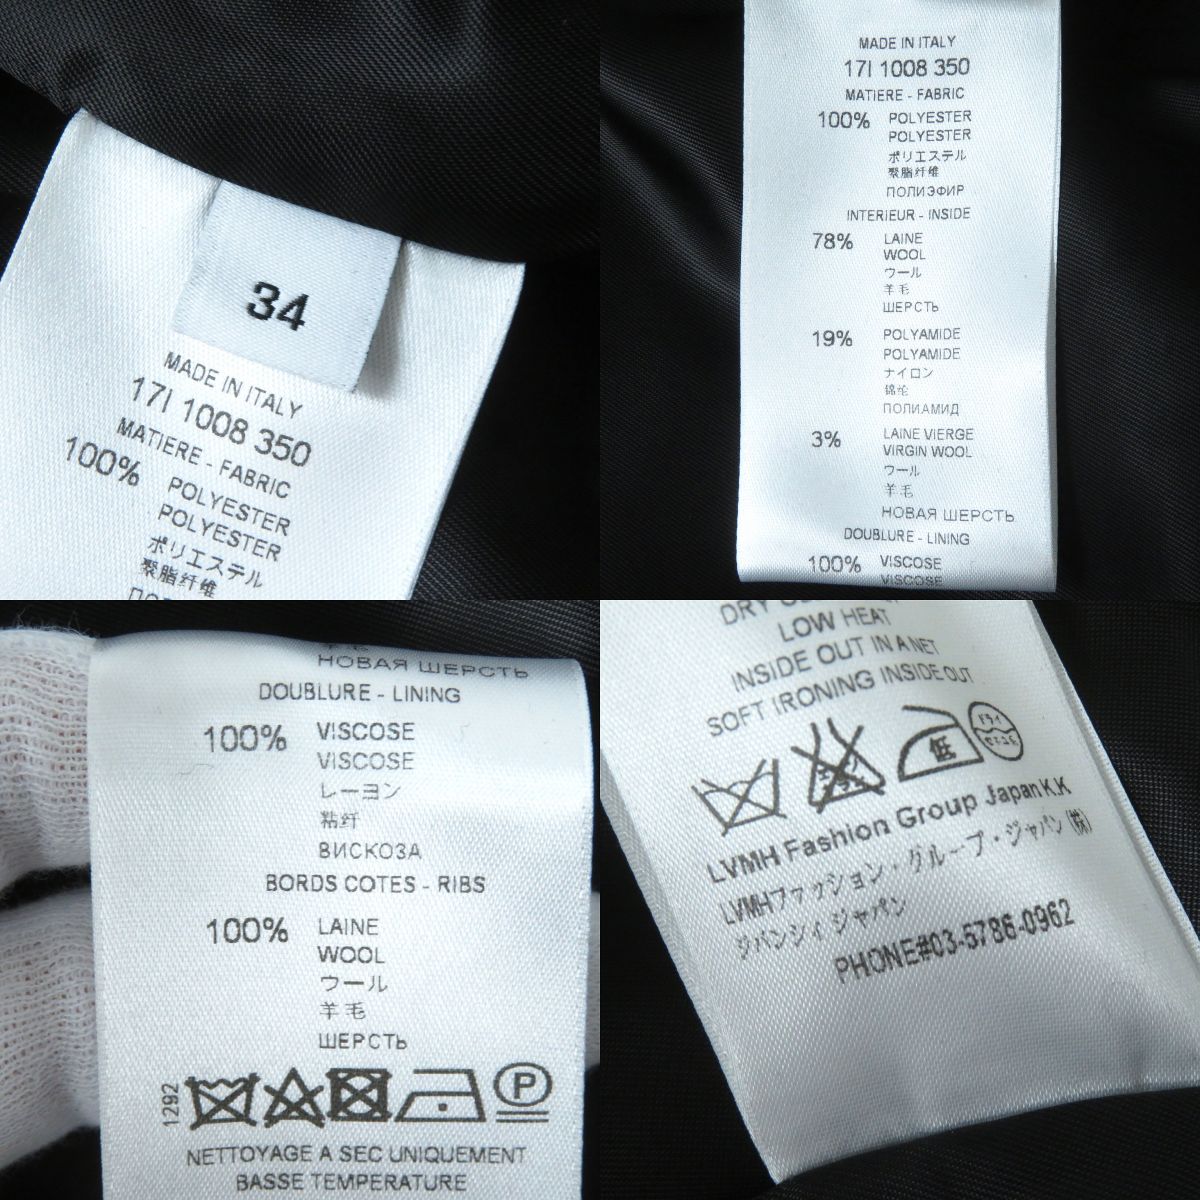 34
MADE IN ITALY
17I 1008 350
MATIERE - FABRIC
100% POLYESTER
POLYESTER
ポリエステル
聚脂纤维
MADE IN ITALY
17I 1008 350
MATIERE - FABRIC
100% POLYESTER
POLYESTER
ポリエステル
聚脂纤维
ПОЛИЭФИР
INTERIEUR - INSIDE
78% LAINE
WOOL
ウール
羊毛
ШЕРСТЬ
19% POLYAMIDE
POLYAMIDE
ナイロン
锦纶
ПОЛИАМИД
3% LAINE VIERGE
VIRGIN WOOL
ウール
羊毛
НОВАЯ ШЕРСТЬ
DOUBLURE - LINING
100% VISCOSE
VISCOSE
НОВАЯ ШЕРСТЬ
DOUBLURE - LINING
100% VISCOSE
VISCOSE
レーヨン
粘纤
ВИСКОЗА
BORDS COTES - RIBS
100% LAINE
WOOL
ウール
羊毛
ШЕРСТЬ
1292
P
NETTOYAGE A SEC UNIQUEMENT
BASSE TEMPERATURE
DRY
LOW HEAT
INSIDE OUT IN A NET
SOFT IRONING INSIDE OUT
低
ドライ
LVMH Fashion Group Japan K.K
LVMHファッション・グループ・ジャパン(株)
ジバンシィ ジャパン
PHONE#03-5786-0962